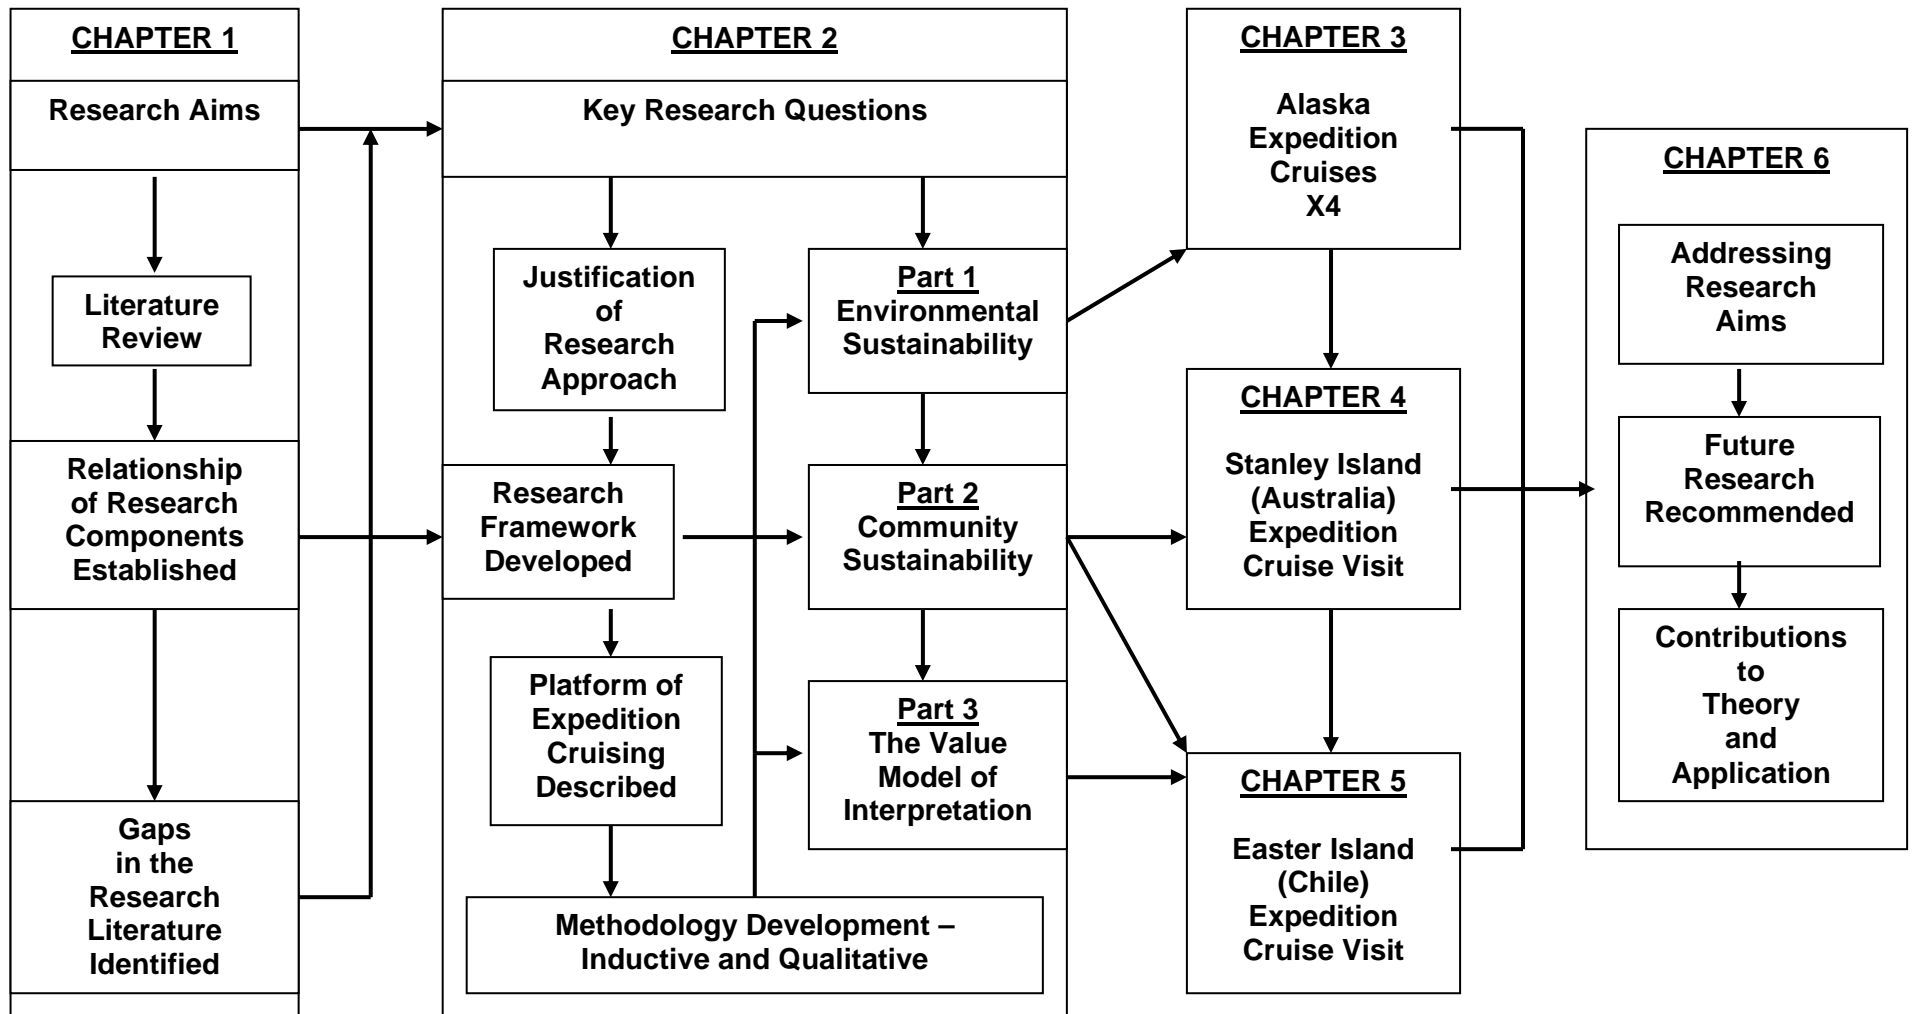 CHAPTER 1
Research Aims
Literature
Review
Relationship
of Research
Components
Established
Gaps
in the
Research
Literature
Identified
CHAPTER 2
Key Research Questions
Justification
of
Research
Approach
Research
Framework
Developed
Platform of
Expedition
Cruising
Described
Part 1
Environmental
Sustainability
Part 2
Community
Sustainability
Part 3
The Value
Model of
Interpretation
Methodology Development –
Inductive and Qualitative
CHAPTER 3
Alaska
Expedition
Cruises
X4
CHAPTER 4
Stanley Island
(Australia)
Expedition
Cruise Visit
CHAPTER 5
Easter Island
(Chile)
Expedition
Cruise Visit
CHAPTER 6
Addressing
Research
Aims
Future
Research
Recommended
Contributions
to
Theory
and
Application